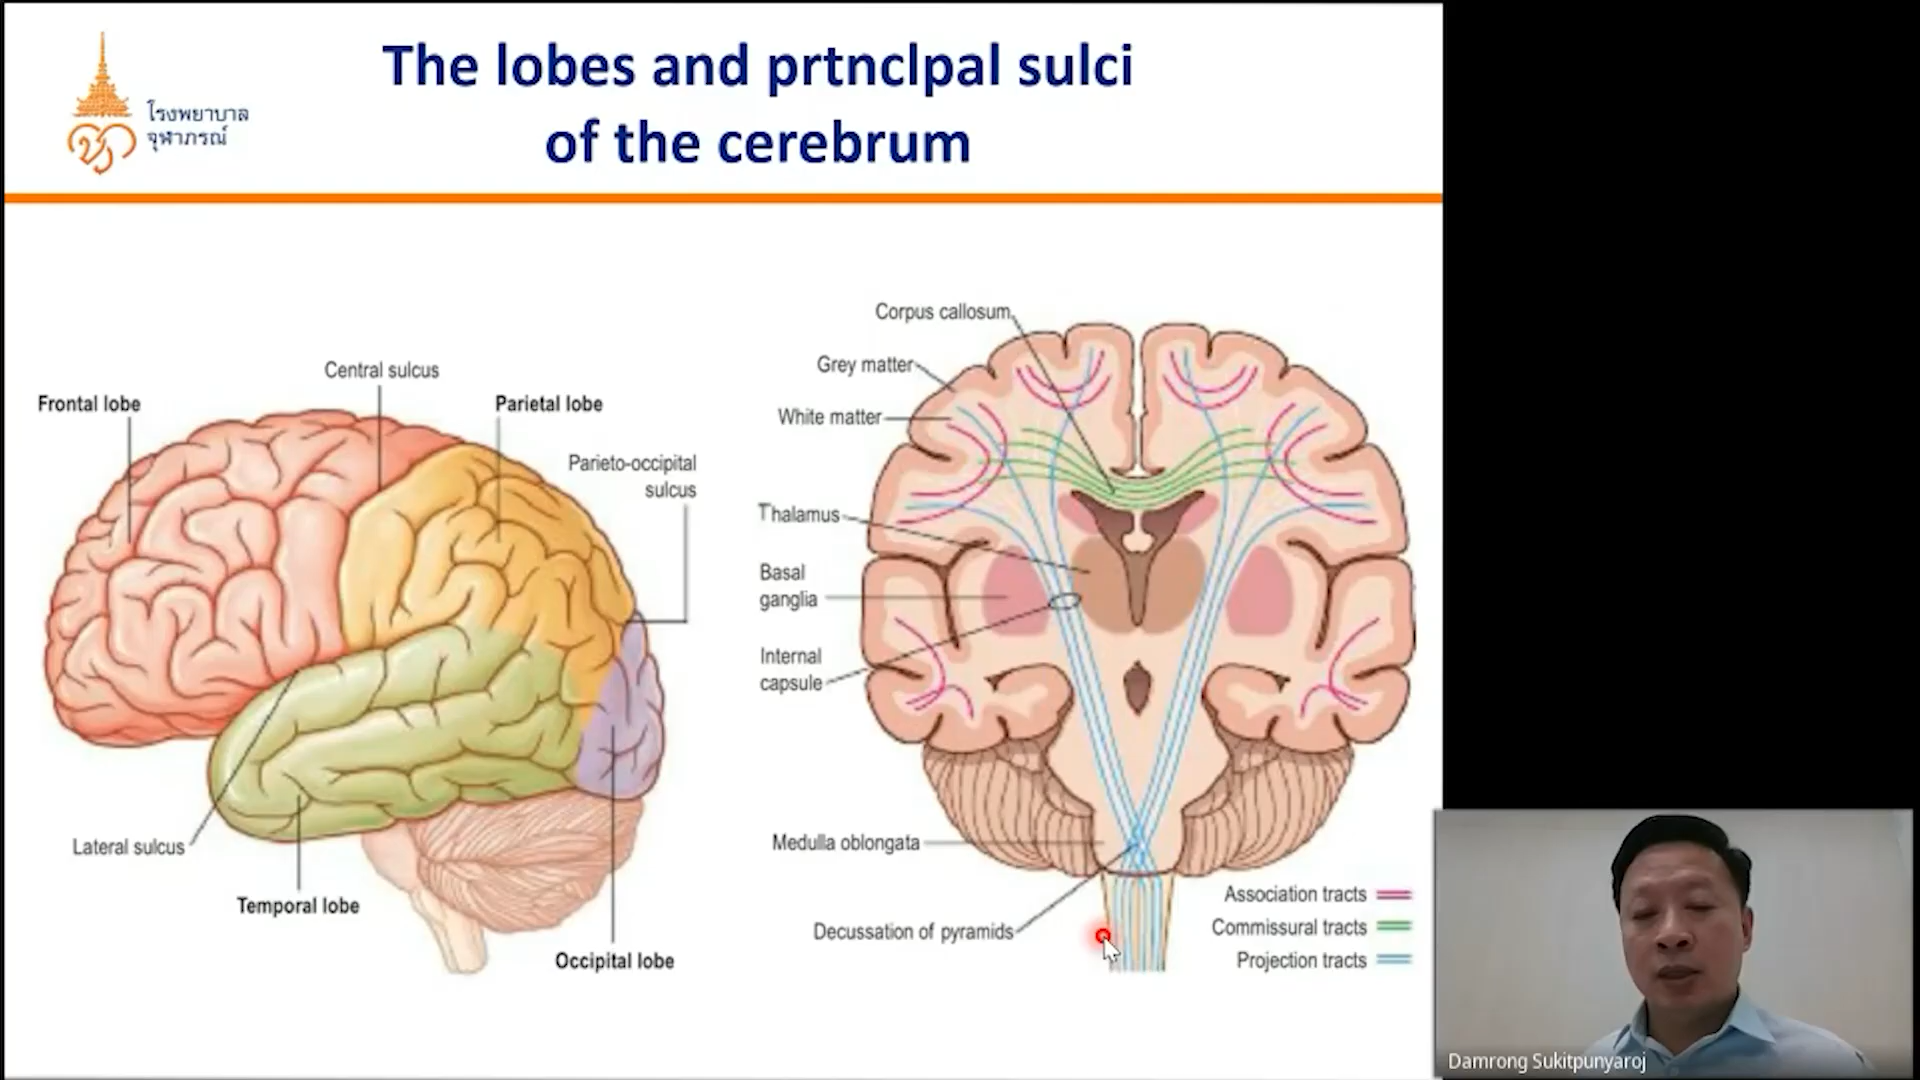 The lobes and prtnclpal sulci
of the cerebrum
โรงพยาบาล
จุฬาภรณ์
Central sulcus
Frontal lobe
Parietal lobe
Parieto-occipital
sulcus
Lateral sulcus
Temporal lobe
Occipital lobe
Corpus callosum
Grey matter
White matter
Thalamus
Basal
ganglia
Internal
capsule
Medulla oblongata
Decussation of pyramids
Association tracts
Commissural tracts
Projection tracts
Damrong Sukitpunyaroj